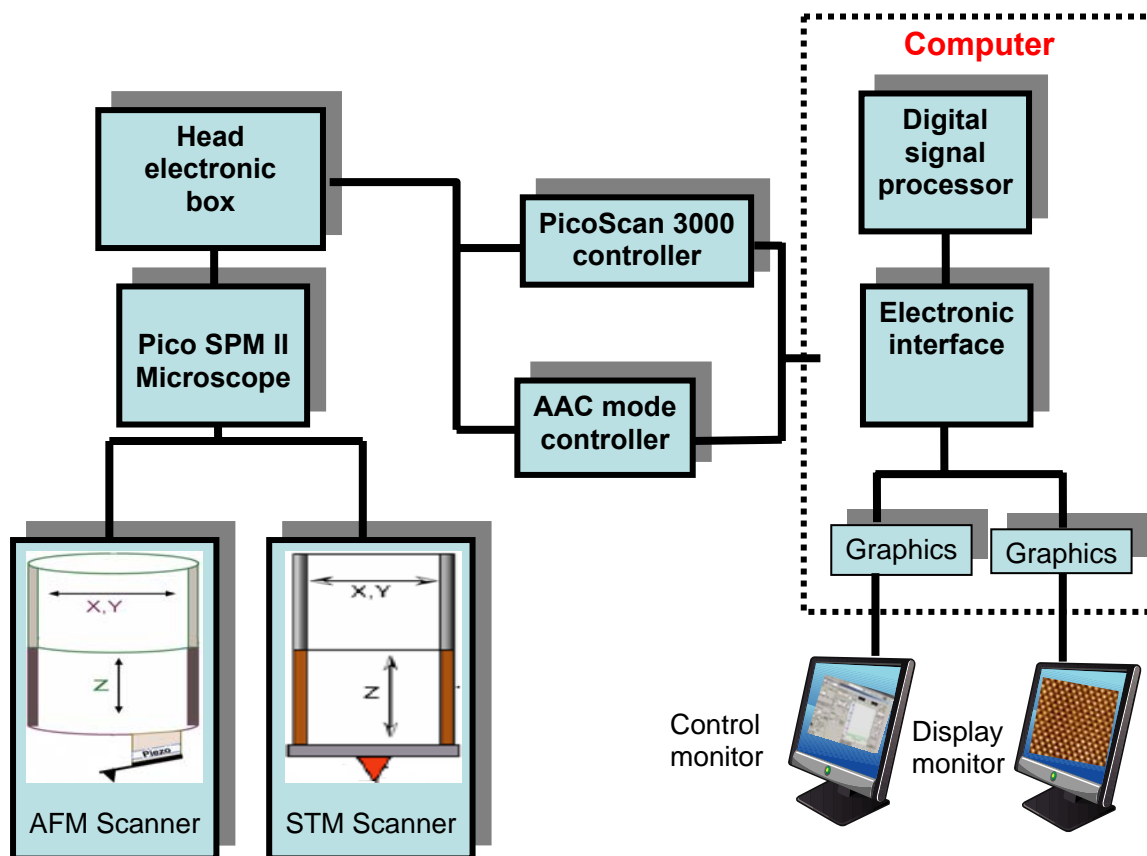 Computer
Head
electronic
box
Digital
signal
processor
PicoScan 3000
controller
Pico SPM II
Microscope
Electronic
interface
AAC mode
controller
Graphics
Graphics
X,Y
Z
Piezo
AFM Scanner
X,Y
Z
STM Scanner
Control
monitor
Display
monitor